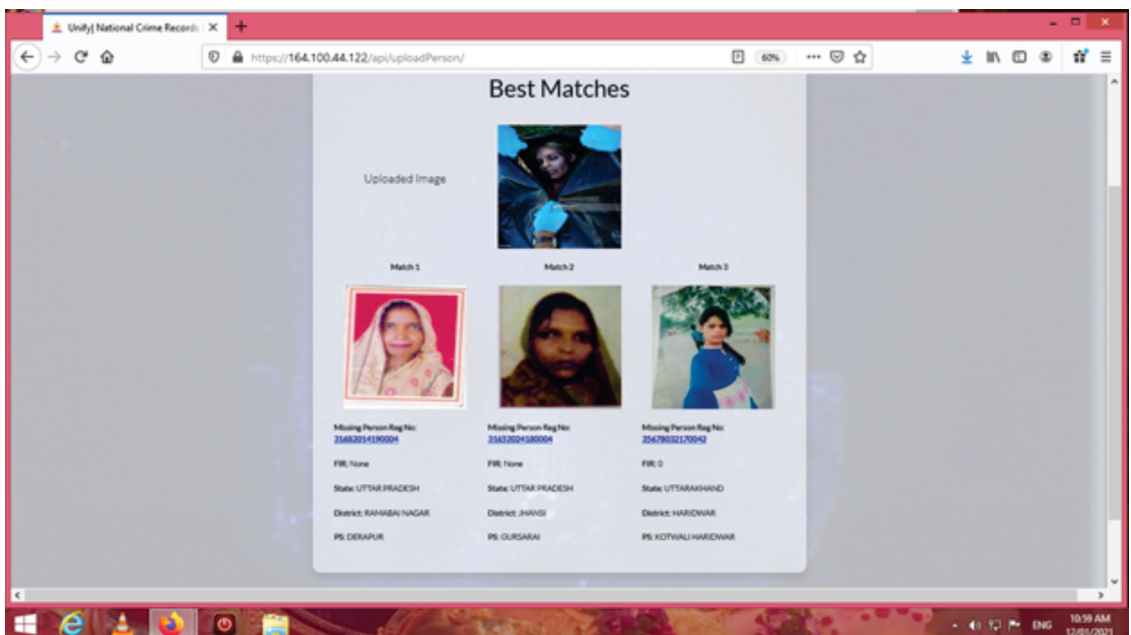 Unify| National Crime Records
https://164.100.44.122/api/uploadPerson/
60%
Best Matches
Uploaded Image
Match 1
Match 2
Match 3
Missing Person Reg No:
31682014190004
FIR: None
State: UTTAR PRADESH
District: RAMABAI NAGAR
PS: DERAPUR
Missing Person Reg No:
31652024180004
FIR: None
State: UTTAR PRADESH
District: JHANSI
PS: GURSARAI
Missing Person Reg No:
35678032170042
FIR: 0
State: UTTARAKHAND
District: HARIDWAR
PS: KOTWALI HARIDWAR
ENG
10:59 AM
12/01/2021